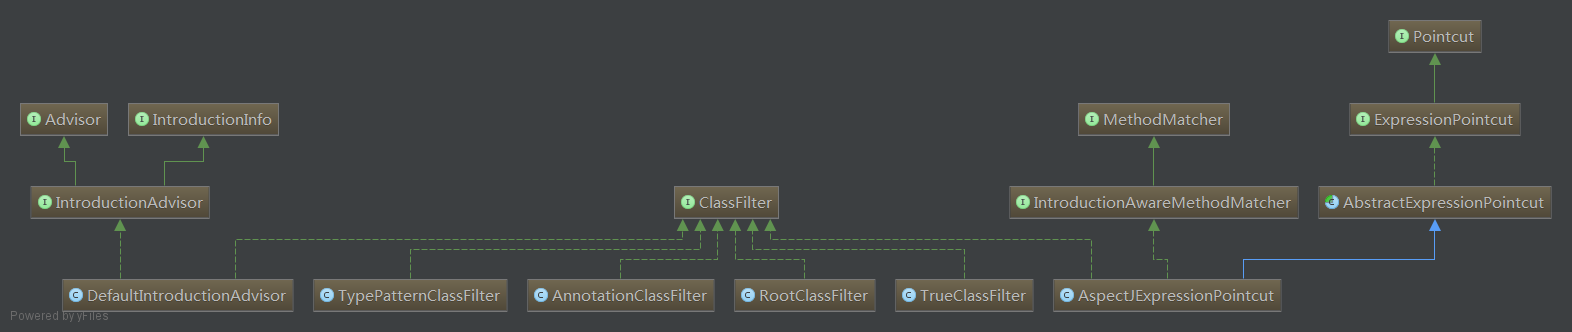 Pointcut
Advisor
IntroductionInfo
MethodMatcher
ExpressionPointcut
IntroductionAdvisor
ClassFilter
IntroductionAwareMethodMatcher
AbstractExpressionPointcut
DefaultIntroductionAdvisor
TypePatternClassFilter
AnnotationClassFilter
RootClassFilter
TrueClassFilter
AspectJExpressionPointcut
Powered by yFiles